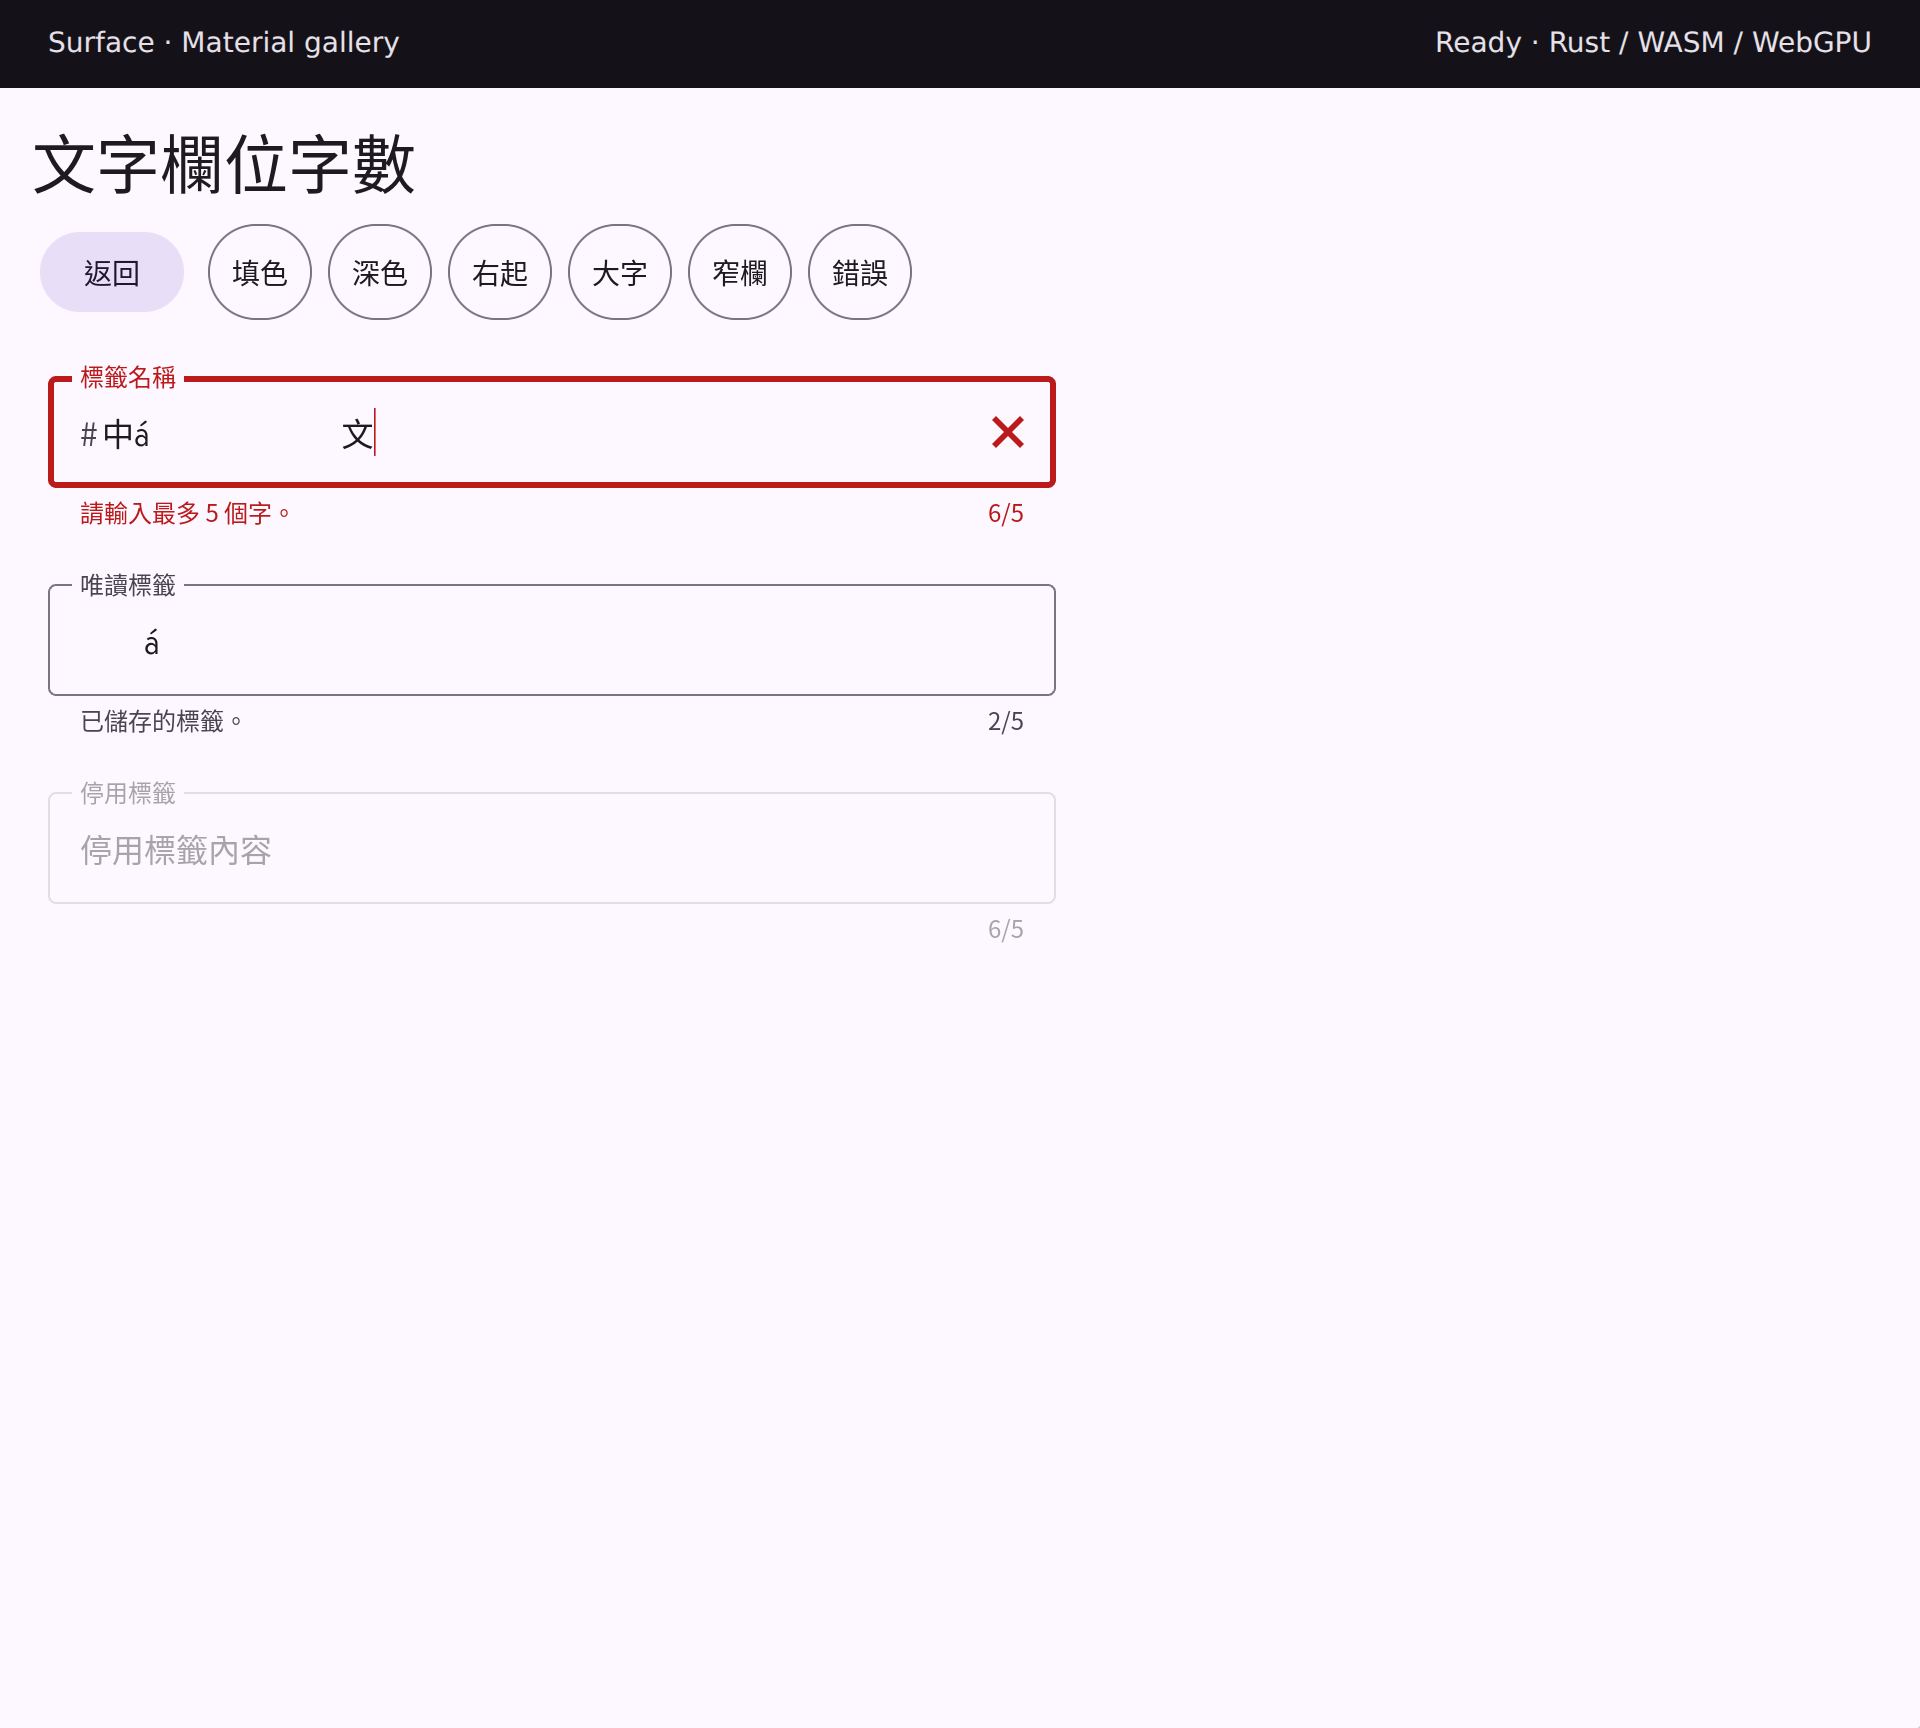 Surface · Material gallery
Ready · Rust / WASM / WebGPU
文字欄位字數
返回 填色 深色 右起 大字 窄欄 錯誤
標籤名稱
#中á 文
請輸入最多 5 個字。 6/5
唯讀標籤
á
已儲存的標籤。 2/5
停用標籤
停用標籤內容
6/5